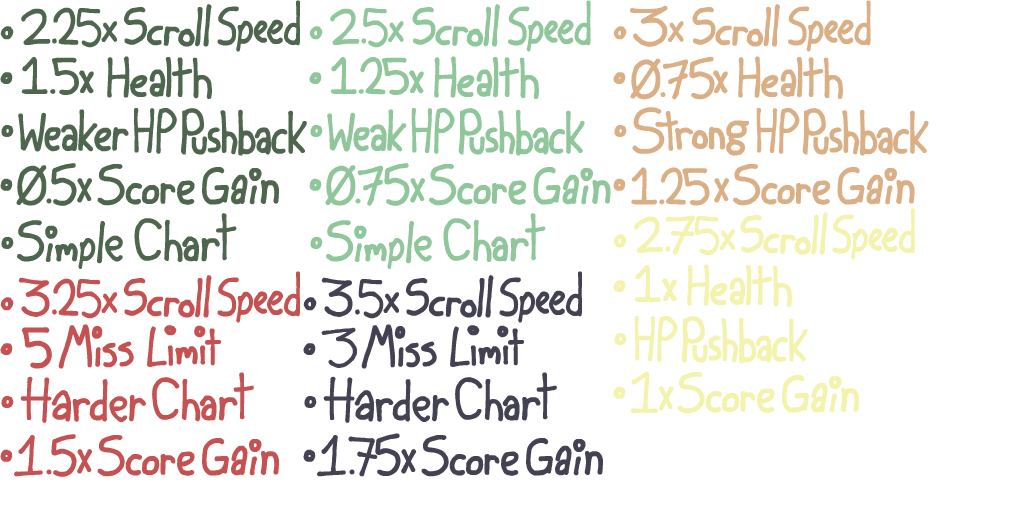 • 2.25x Scroll Speed
• 1.5x Health
• Weaker HP Pushback
• 0.5x Score Gain
• Simple Chart
• 2.5x Scroll Speed
• 1.25x Health
• Weak HP Pushback
• 0.75x Score Gain
• Simple Chart
• 3x Scroll Speed
• 0.75x Health
• Strong HP Pushback
• 1.25x Score Gain
• 2.75x Scroll Speed
• 1x Health
• HP Pushback
• 1x Score Gain
• 3.25x Scroll Speed
• 5 Miss Limit
• Harder Chart
• 1.5x Score Gain
• 3.5x Scroll Speed
• 3 Miss Limit
• Harder Chart
• 1.75x Score Gain